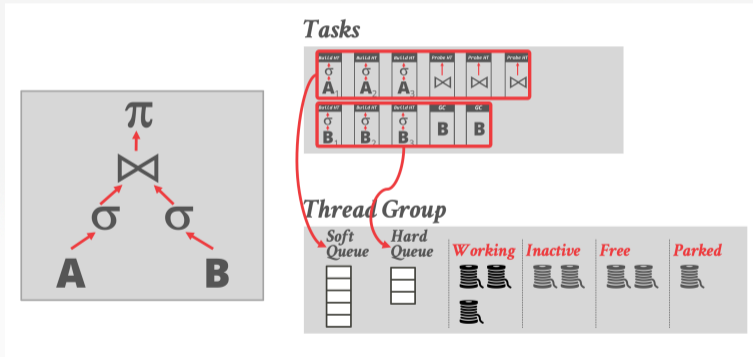 Tasks
Build HT Build HT Build HT Probe HT Probe HT Probe HT
σ σ σ ⋈ ⋈ ⋈
A1 A2 A3
Build HT Build HT Build HT GC GC
σ σ σ B B
B1 B2 B3
π
⋈
σ σ
A B
Thread Group
Soft Queue
Hard Queue
Working Inactive Free Parked